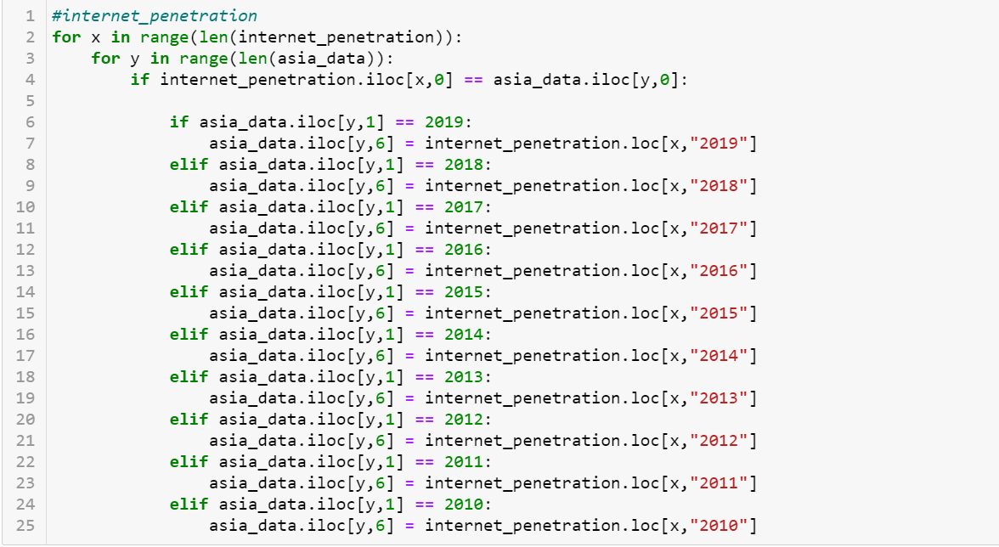 1 #internet_penetration
2 for x in range(len(internet_penetration)):
3     for y in range(len(asia_data)):
4         if internet_penetration.iloc[x,0] == asia_data.iloc[y,0]:
5
6             if asia_data.iloc[y,1] == 2019:
7                 asia_data.iloc[y,6] = internet_penetration.loc[x,"2019"]
8             elif asia_data.iloc[y,1] == 2018:
9                 asia_data.iloc[y,6] = internet_penetration.loc[x,"2018"]
10             elif asia_data.iloc[y,1] == 2017:
11                 asia_data.iloc[y,6] = internet_penetration.loc[x,"2017"]
12             elif asia_data.iloc[y,1] == 2016:
13                 asia_data.iloc[y,6] = internet_penetration.loc[x,"2016"]
14             elif asia_data.iloc[y,1] == 2015:
15                 asia_data.iloc[y,6] = internet_penetration.loc[x,"2015"]
16             elif asia_data.iloc[y,1] == 2014:
17                 asia_data.iloc[y,6] = internet_penetration.loc[x,"2014"]
18             elif asia_data.iloc[y,1] == 2013:
19                 asia_data.iloc[y,6] = internet_penetration.loc[x,"2013"]
20             elif asia_data.iloc[y,1] == 2012:
21                 asia_data.iloc[y,6] = internet_penetration.loc[x,"2012"]
22             elif asia_data.iloc[y,1] == 2011:
23                 asia_data.iloc[y,6] = internet_penetration.loc[x,"2011"]
24             elif asia_data.iloc[y,1] == 2010:
25                 asia_data.iloc[y,6] = internet_penetration.loc[x,"2010"]